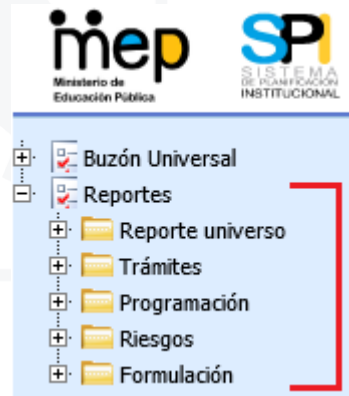 mep
Ministerio de
Educación Pública
SPI
SISTEMA
DE PLANIFICACIÓN
INSTITUCIONAL
Buzón Universal
Reportes
Reporte universo
Trámites
Programación
Riesgos
Formulación